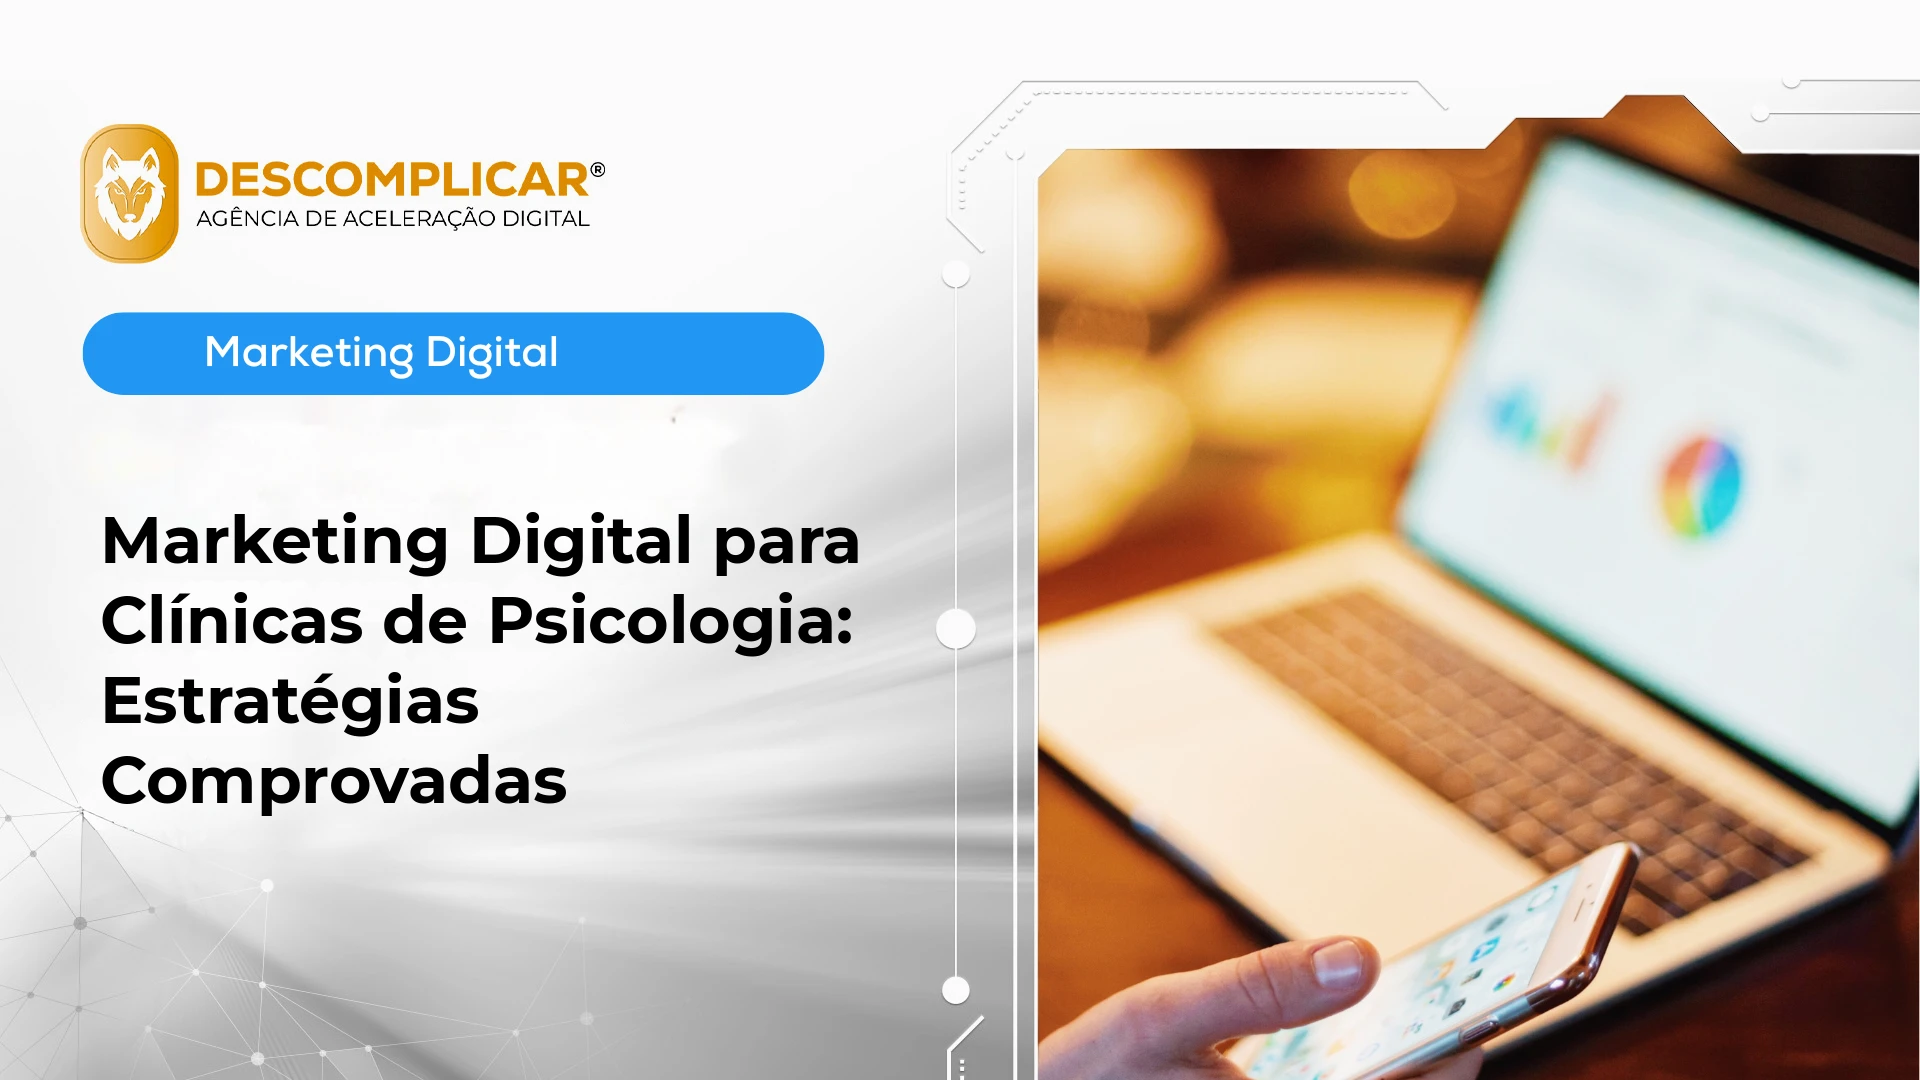 DESCOMPLICAR®
AGÊNCIA DE ACELERAÇÃO DIGITAL
Marketing Digital
Marketing Digital para
Clínicas de Psicologia:
Estratégias
Comprovadas